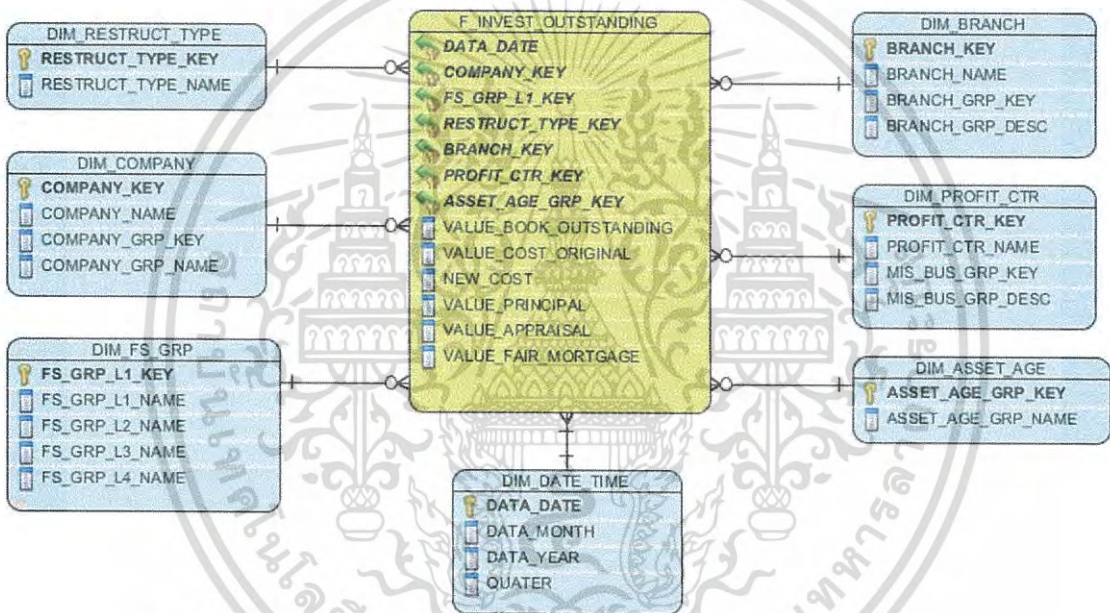 DIM_RESTRUCT_TYPE
RESTRUCT_TYPE_KEY
RESTRUCT_TYPE_NAME
DIM_COMPANY
COMPANY_KEY
COMPANY_NAME
COMPANY_GRP_KEY
COMPANY_GRP_NAME
DIM_FS_GRP
FS_GRP_L1_KEY
FS_GRP_L1_NAME
FS_GRP_L2_NAME
FS_GRP_L3_NAME
FS_GRP_L4_NAME
F_INVEST_OUTSTANDING
DATA_DATE
COMPANY_KEY
FS_GRP_L1_KEY
RESTRUCT_TYPE_KEY
BRANCH_KEY
PROFIT_CTR_KEY
ASSET_AGE_GRP_KEY
VALUE_BOOK_OUTSTANDING
VALUE_COST_ORIGINAL
NEW_COST
VALUE_PRINCIPAL
VALUE_APPRAISAL
VALUE_FAIR_MORTGAGE
DIM_DATE_TIME
DATA_DATE
DATA_MONTH
DATA_YEAR
QUATER
DIM_BRANCH
BRANCH_KEY
BRANCH_NAME
BRANCH_GRP_KEY
BRANCH_GRP_DESC
DIM_PROFIT_CTR
PROFIT_CTR_KEY
PROFIT_CTR_NAME
MIS_BUS_GRP_KEY
MIS_BUS_GRP_DESC
DIM_ASSET_AGE
ASSET_AGE_GRP_KEY
ASSET_AGE_GRP_NAME